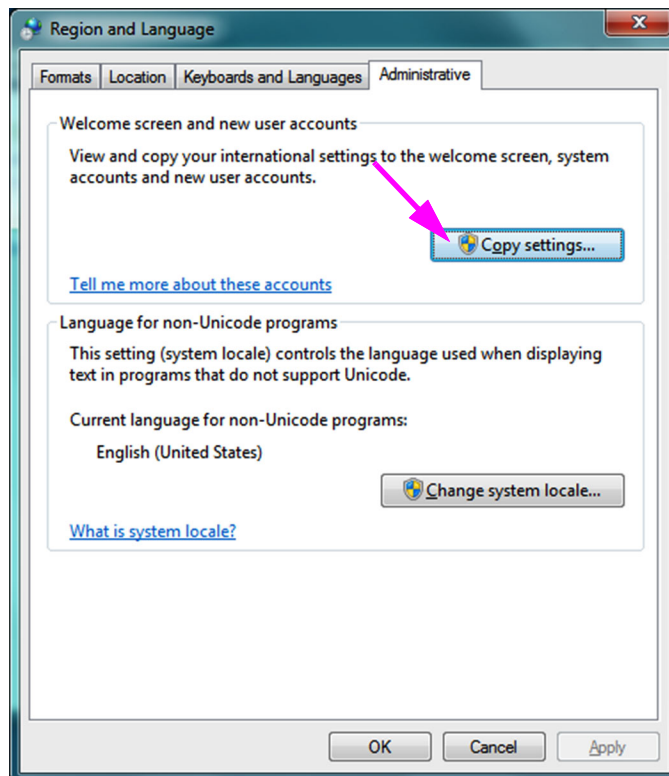 Region and Language
Formats Location Keyboards and Languages Administrative
Welcome screen and new user accounts
View and copy your international settings to the welcome screen, system
accounts and new user accounts.
Copy settings...
Tell me more about these accounts
Language for non-Unicode programs
This setting (system locale) controls the language used when displaying
text in programs that do not support Unicode.
Current language for non-Unicode programs:
English (United States)
Change system locale...
What is system locale?
OK Cancel Apply